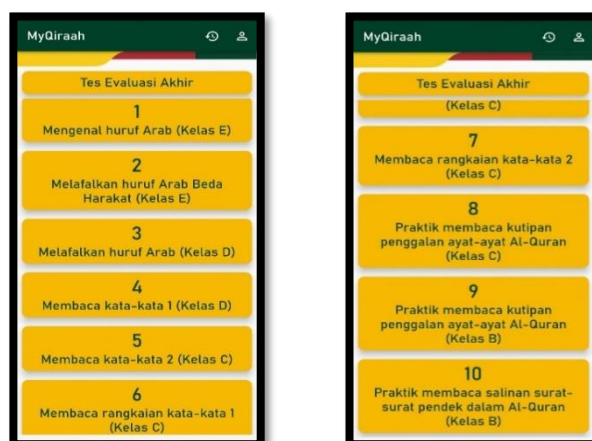 MyQiraah
Tes Evaluasi Akhir
1
Mengenal huruf Arab (Kelas E)
2
Melafalkan huruf Arab Beda
Harakat (Kelas E)
3
Melafalkan huruf Arab (Kelas D)
4
Membaca kata-kata 1 (Kelas D)
5
Membaca kata-kata 2 (Kelas C)
6
Membaca rangkaian kata-kata 1
(Kelas C)
MyQiraah
Tes Evaluasi Akhir
(Kelas C)
7
Membaca rangkaian kata-kata 2
(Kelas C)
8
Praktik membaca kutipan
penggalan ayat-ayat Al-Quran
(Kelas C)
9
Praktik membaca kutipan
penggalan ayat-ayat Al-Quran
(Kelas B)
10
Praktik membaca salinan surat-
surat pendek dalam Al-Quran
(Kelas B)